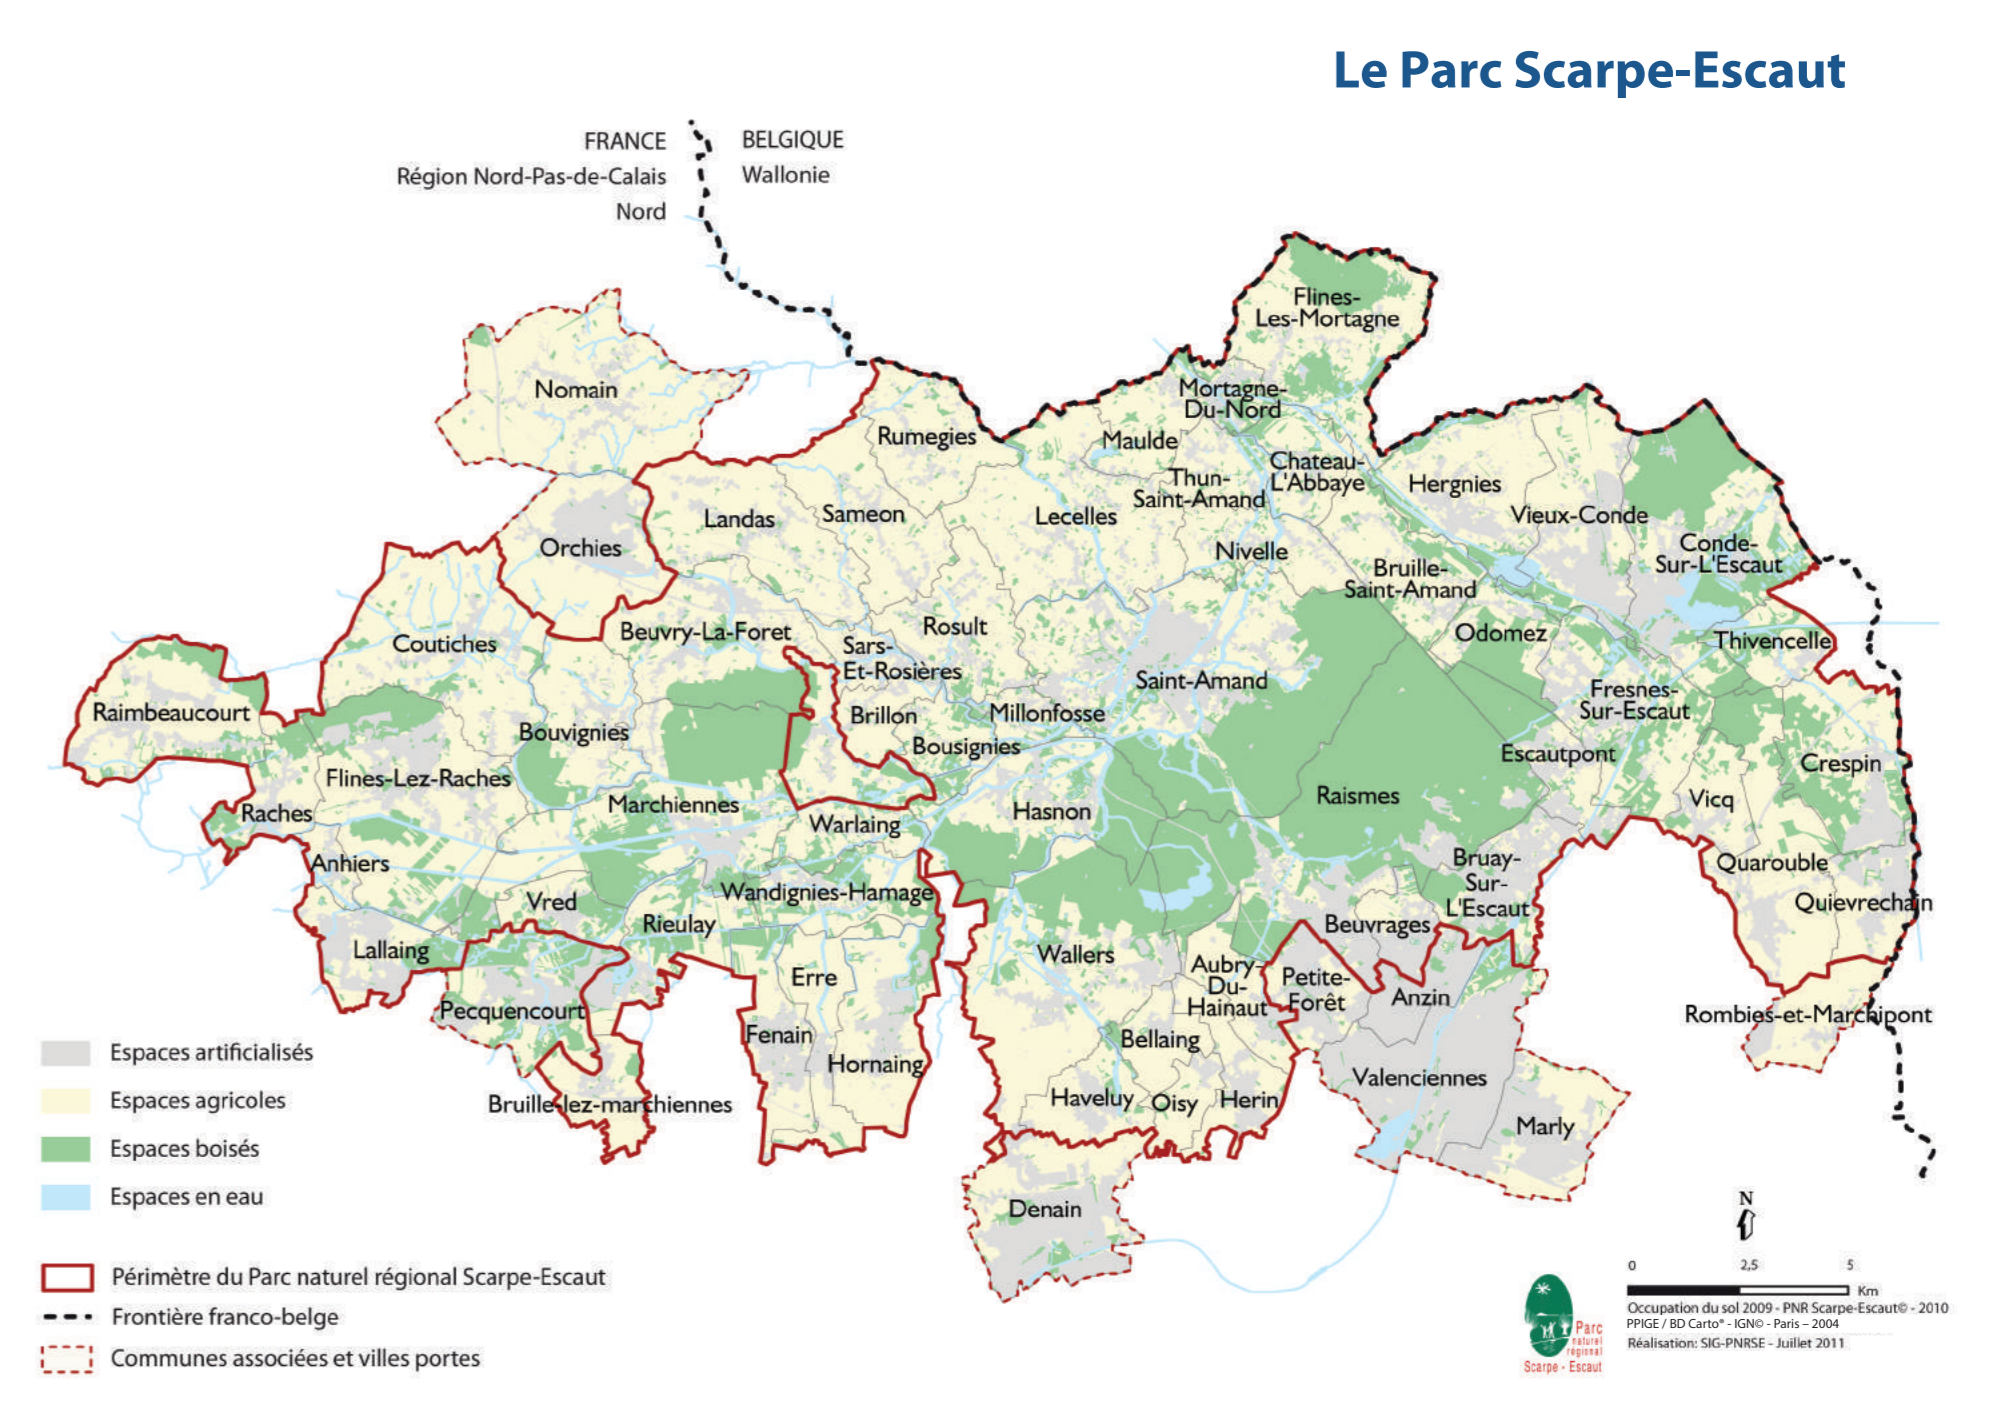 Le Parc Scarpe-Escaut
FRANCE
BELGIQUE
Région Nord-Pas-de-Calais
Wallonie
Nord
Flines-
Les-Mortagne
Nomain
Mortagne-
Du-Nord
Rumegies
Maulde
Chateau-
L'Abbaye
Thun-
Saint-Amand
Hergnies
Landas
Sameon
Lecelles
Vieux-Conde
Orchies
Nivelle
Conde-
Sur-L'Escaut
Bruille-
Saint-Amand
Coutiches
Beuvry-La-Foret
Rosult
Odomez
Thivencelle
Sars-
Et-Rosières
Saint-Amand
Raimbeaucourt
Brillon
Millonfosse
Fresnes-
Sur-Escaut
Bouvignies
Bousignies
Escautpont
Crespin
Flines-Lez-Raches
Marchiennes
Raismes
Vicq
Raches
Warlaing
Hasnon
Anhiers
Bruay-
Sur-
L'Escaut
Quarouble
Vred
Wandignies-Hamage
Quievrechain
Rieulay
Beuvrages
Lallaing
Wallers
Erre
Aubry-
Du-
Hainaut
Petite-
Forêt
Anzin
Pecquencourt
Rombies-et-Marchipont
Fenain
Bellaing
Hornaing
Valenciennes
Bruille-lez-marchiennes
Haveluy
Oisy
Herin
Marly
Denain
Espaces artificialisés
Espaces agricoles
Espaces boisés
Espaces en eau
Périmètre du Parc naturel régional Scarpe-Escaut
Frontière franco-belge
Communes associées et villes portes
N
0 2,5 5
Km
Occupation du sol 2009 - PNR Scarpe-Escaut© - 2010
PPIGE / BD Carto® - IGN© - Paris – 2004
Réalisation: SIG-PNRSE - Juillet 2011
Parc
naturel
régional
Scarpe - Escaut